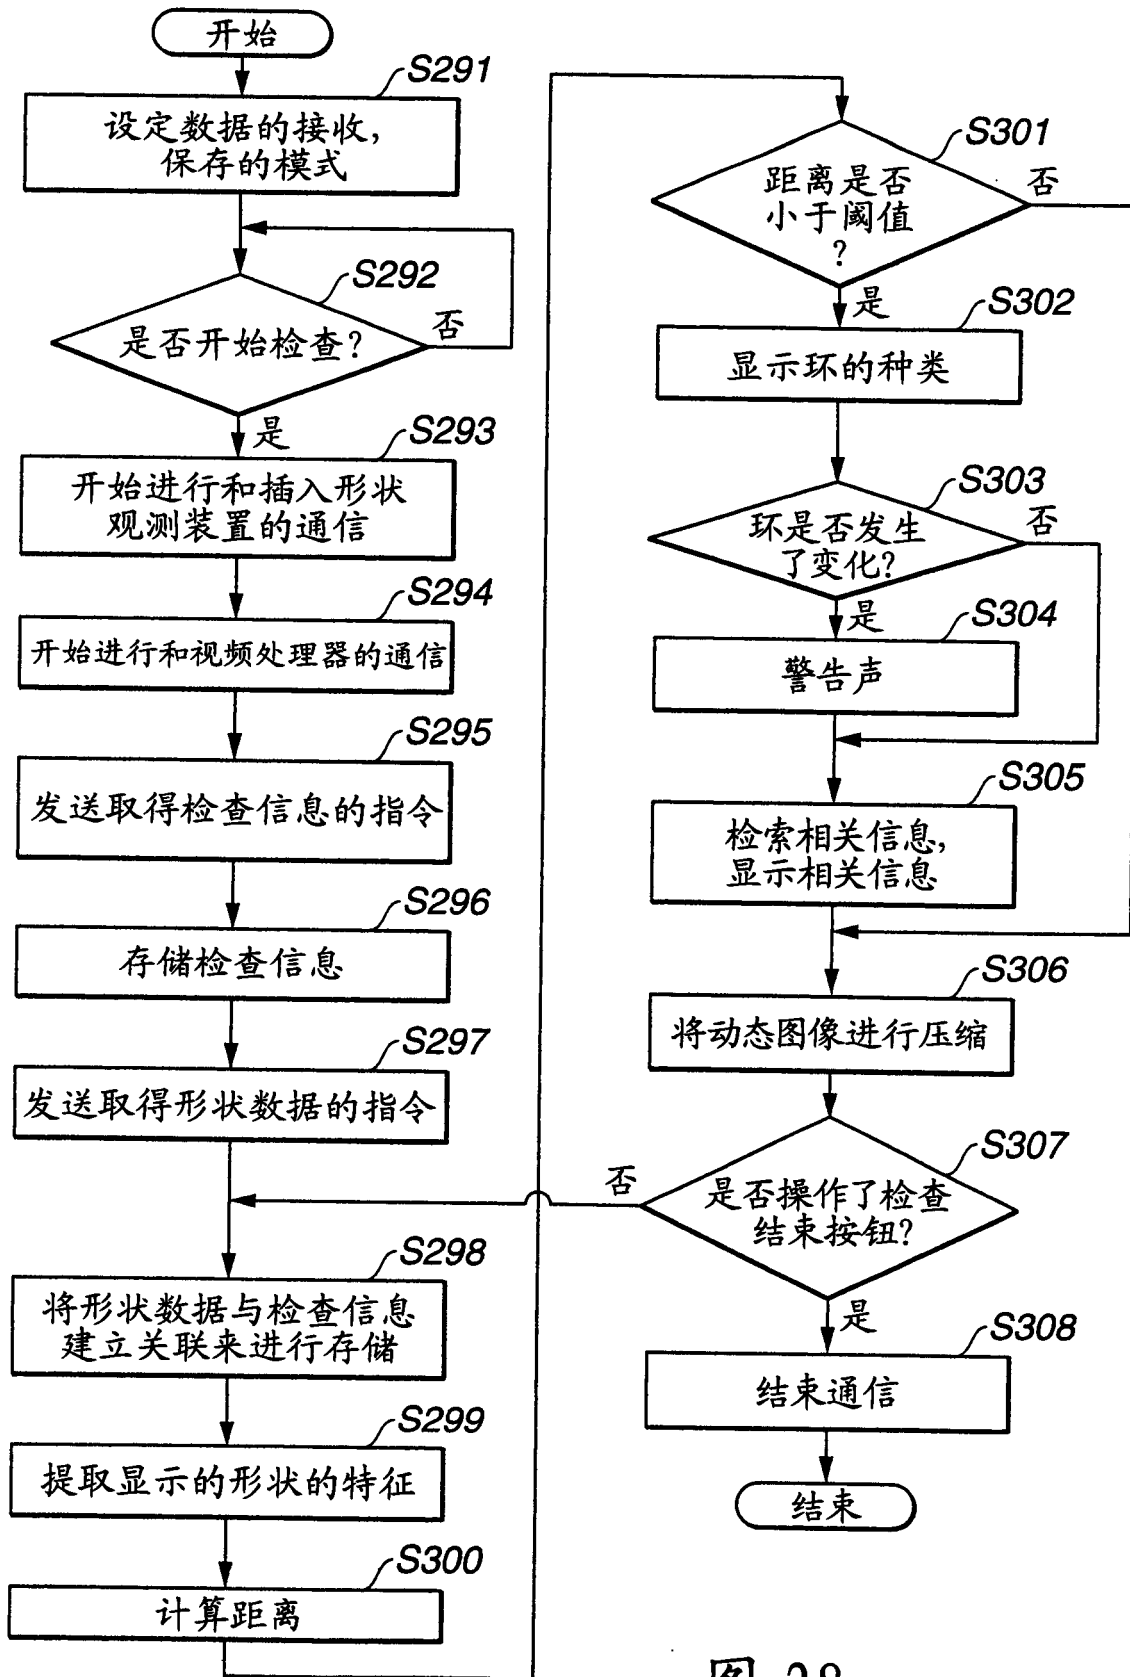 开始
S291
设定数据的接收,
保存的模式
S292
是否开始检查?
否
是
S293
开始进行和插入形状
观测装置的通信
S294
开始进行和视频处理器的通信
S295
发送取得检查信息的指令
S296
存储检查信息
S297
发送取得形状数据的指令
S298
将形状数据与检查信息
建立关联来进行存储
S299
提取显示的形状的特征
S300
计算距离
S301
距离是否
小于阈值
?
否
是
S302
显示环的种类
S303
环是否发生
了变化?
否
是
S304
警告声
S305
检索相关信息,
显示相关信息
S306
将动态图像进行压缩
S307
是否操作了检查
结束按钮?
否
是
S308
结束通信
结束
图 28